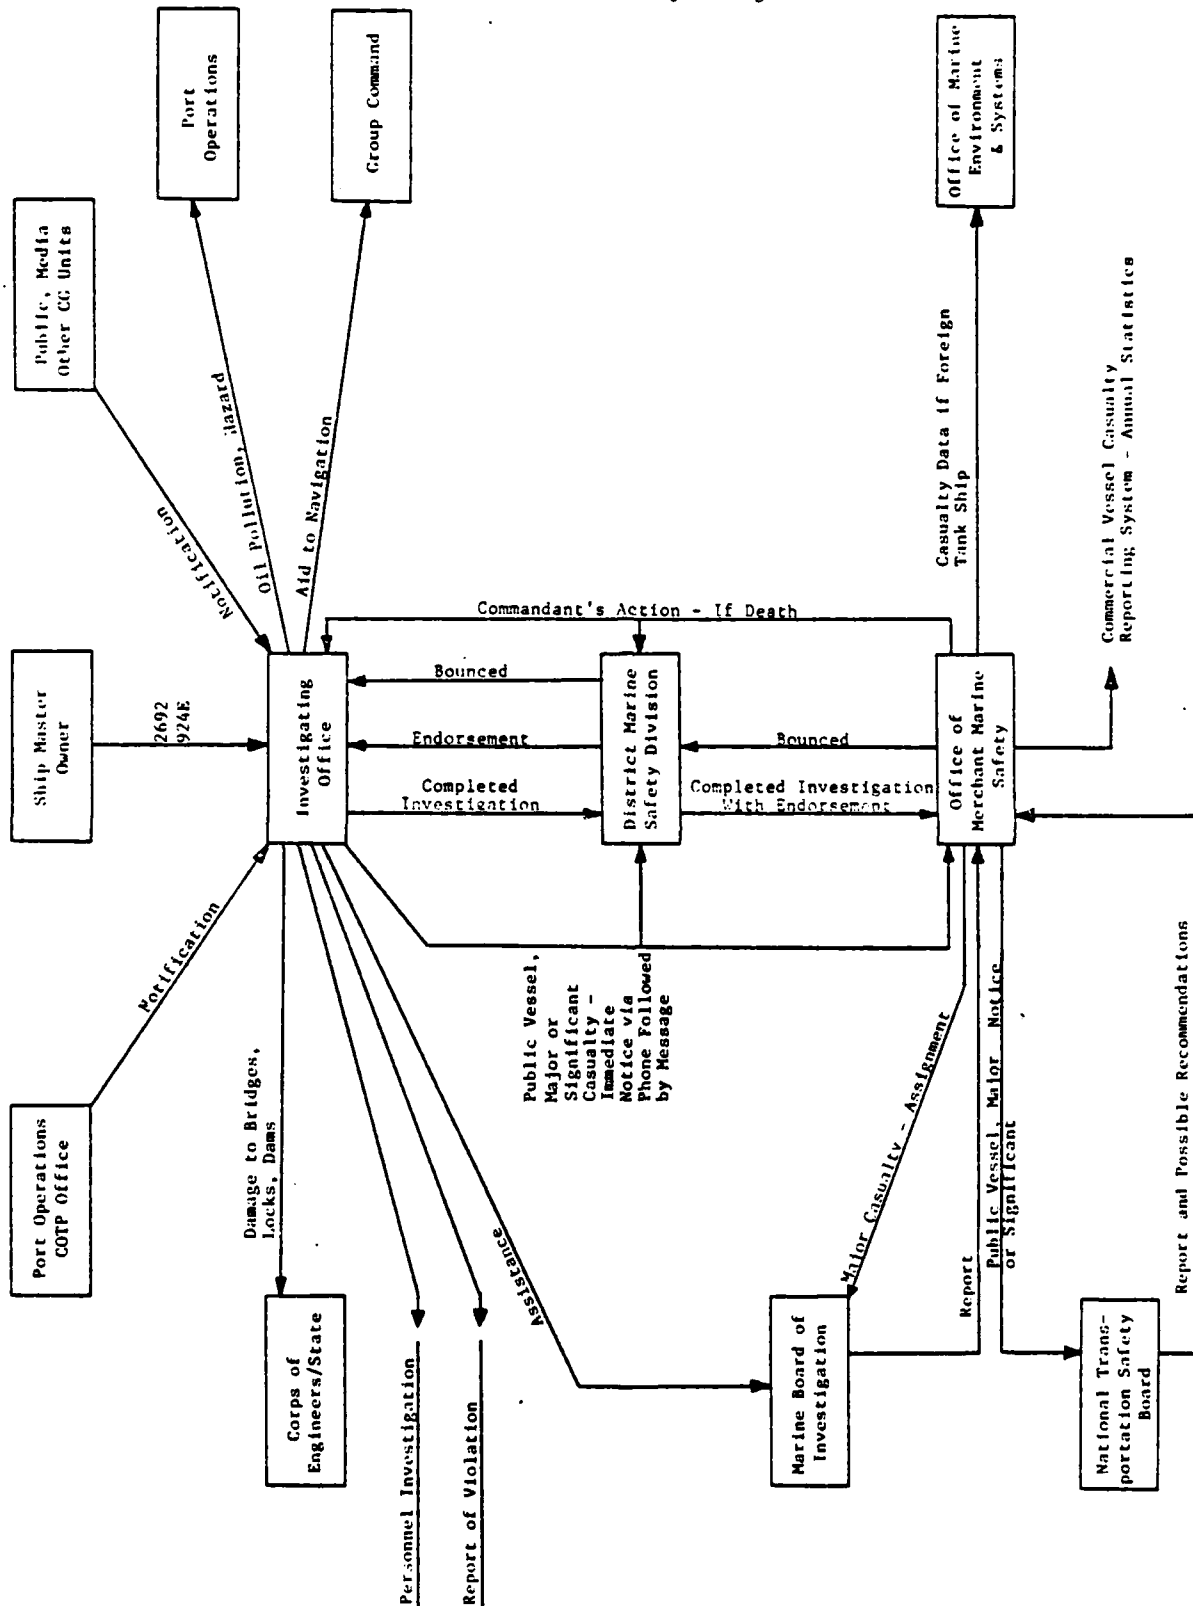 Port Operations
COTP Office
Ship Master
Owner
Public, Media
Other CG Units
Port
Operations
Group Command
Notification
2692
924E
Notification
Oil Pollution, Hazard
Aid to Navigation
Damage to Bridges,
Locks, Dams
Corps of
Engineers/State
Investigating
Office
Personnel Investigation
Report of Violation
Assistance
Completed
Investigation
Endorsement
Bounced
Commandant's Action - If Death
Public Vessel,
Major or
Significant
Casualty -
Immediate
Notice via
Phone Followed
by Message
District Marine
Safety Division
Completed Investigation
With Endorsement
Bounced
Marine Board of
Investigation
Major Casualty - Assignment
Report
Public Vessel, Major Notice
or Significant
Office of
Merchant Marine
Safety
Casualty Data if Foreign
Tank Ship
Office of Marine
Environment
& Systems
National Trans-
portation Safety
Board
Report and Possible Recommendations
Commercial Vessel Casualty
Reporting System - Annual Statistics